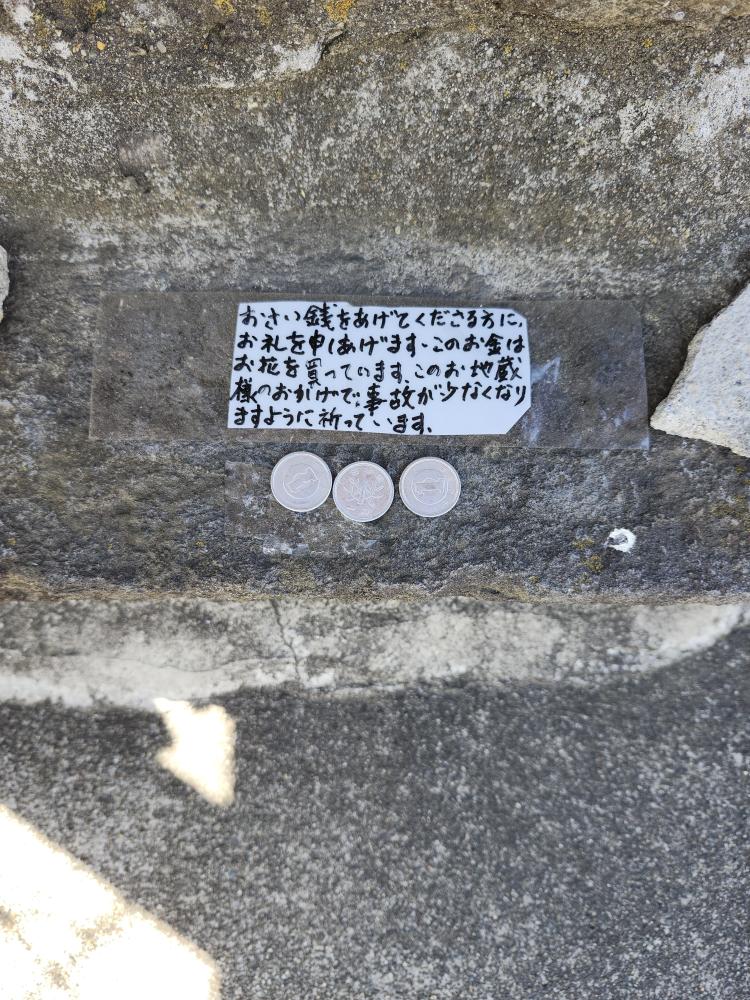 おさい銭をあげてくださる方に、
お礼を申しあげます。このお金は
お花を買っています。このお地蔵
様のおかげで、事故が少なくなり
ますように祈っています。